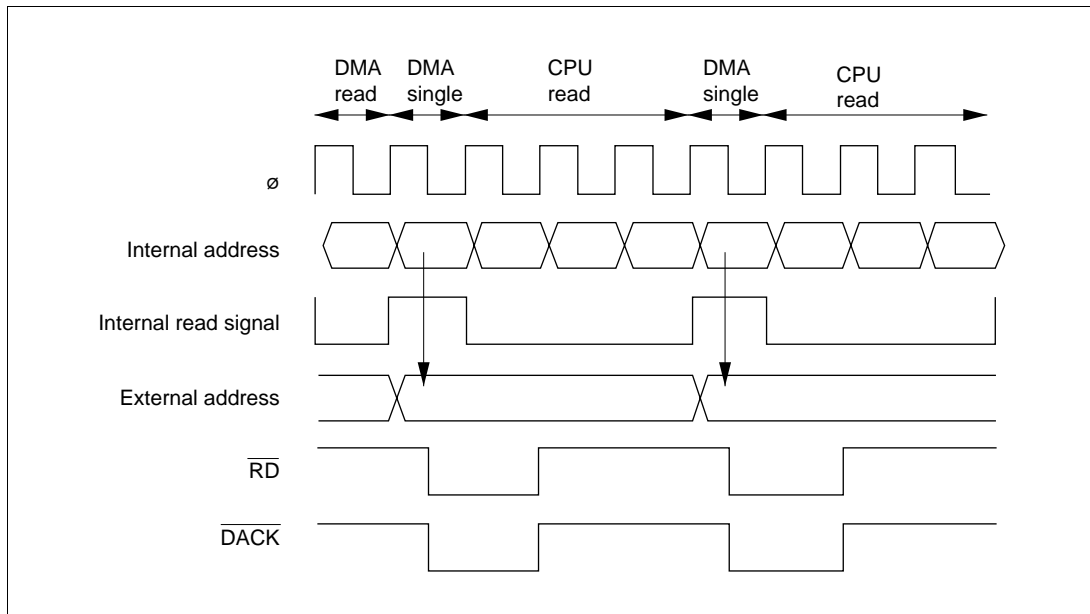 DMA read
DMA single
CPU read
DMA single
CPU read
ø
Internal address
Internal read signal
External address
RD
DACK